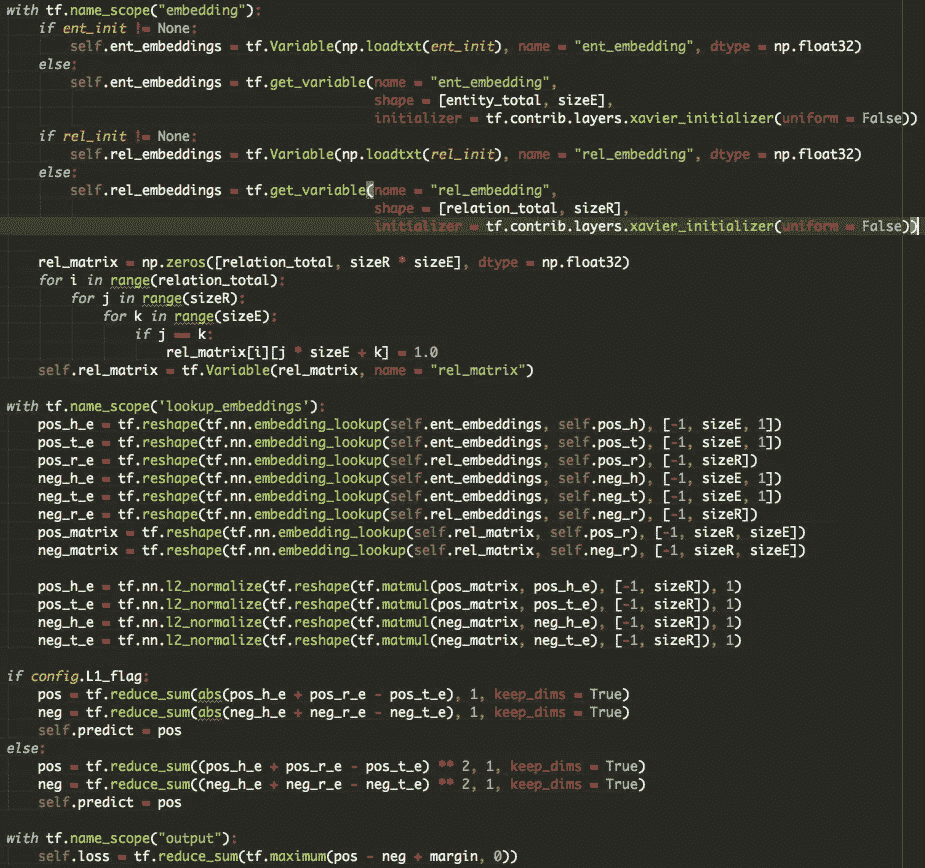 with tf.name_scope("embedding"):
    if ent_init != None:
        self.ent_embeddings = tf.Variable(np.loadtxt(ent_init), name = "ent_embedding", dtype = np.float32)
    else:
        self.ent_embeddings = tf.get_variable(name = "ent_embedding",
                                              shape = [entity_total, sizeE],
                                              initializer = tf.contrib.layers.xavier_initializer(uniform = False))
    if rel_init != None:
        self.rel_embeddings = tf.Variable(np.loadtxt(rel_init), name = "rel_embedding", dtype = np.float32)
    else:
        self.rel_embeddings = tf.get_variable(name = "rel_embedding",
                                              shape = [relation_total, sizeR],
                                              initializer = tf.contrib.layers.xavier_initializer(uniform = False))
    rel_matrix = np.zeros([relation_total, sizeR * sizeE], dtype = np.float32)
    for i in range(relation_total):
        for j in range(sizeR):
            for k in range(sizeE):
                if j == k:
                    rel_matrix[i][j * sizeE + k] = 1.0
    self.rel_matrix = tf.Variable(rel_matrix, name = "rel_matrix")
with tf.name_scope('lookup_embeddings'):
    pos_h_e = tf.reshape(tf.nn.embedding_lookup(self.ent_embeddings, self.pos_h), [-1, sizeE, 1])
    pos_t_e = tf.reshape(tf.nn.embedding_lookup(self.ent_embeddings, self.pos_t), [-1, sizeE, 1])
    pos_r_e = tf.reshape(tf.nn.embedding_lookup(self.rel_embeddings, self.pos_r), [-1, sizeR])
    neg_h_e = tf.reshape(tf.nn.embedding_lookup(self.ent_embeddings, self.neg_h), [-1, sizeE, 1])
    neg_t_e = tf.reshape(tf.nn.embedding_lookup(self.ent_embeddings, self.neg_t), [-1, sizeE, 1])
    neg_r_e = tf.reshape(tf.nn.embedding_lookup(self.rel_embeddings, self.neg_r), [-1, sizeR])
    pos_matrix = tf.reshape(tf.nn.embedding_lookup(self.rel_matrix, self.pos_r), [-1, sizeR, sizeE])
    neg_matrix = tf.reshape(tf.nn.embedding_lookup(self.rel_matrix, self.neg_r), [-1, sizeR, sizeE])
    pos_h_e = tf.nn.l2_normalize(tf.reshape(tf.matmul(pos_matrix, pos_h_e), [-1, sizeR]), 1)
    pos_t_e = tf.nn.l2_normalize(tf.reshape(tf.matmul(pos_matrix, pos_t_e), [-1, sizeR]), 1)
    neg_h_e = tf.nn.l2_normalize(tf.reshape(tf.matmul(neg_matrix, neg_h_e), [-1, sizeR]), 1)
    neg_t_e = tf.nn.l2_normalize(tf.reshape(tf.matmul(neg_matrix, neg_t_e), [-1, sizeR]), 1)
if config.L1_flag:
    pos = tf.reduce_sum(abs(pos_h_e + pos_r_e - pos_t_e), 1, keep_dims = True)
    neg = tf.reduce_sum(abs(neg_h_e + neg_r_e - neg_t_e), 1, keep_dims = True)
    self.predict = pos
else:
    pos = tf.reduce_sum((pos_h_e + pos_r_e - pos_t_e) ** 2, 1, keep_dims = True)
    neg = tf.reduce_sum((neg_h_e + neg_r_e - neg_t_e) ** 2, 1, keep_dims = True)
    self.predict = pos
with tf.name_scope("output"):
    self.loss = tf.reduce_sum(tf.maximum(pos - neg + margin, 0))